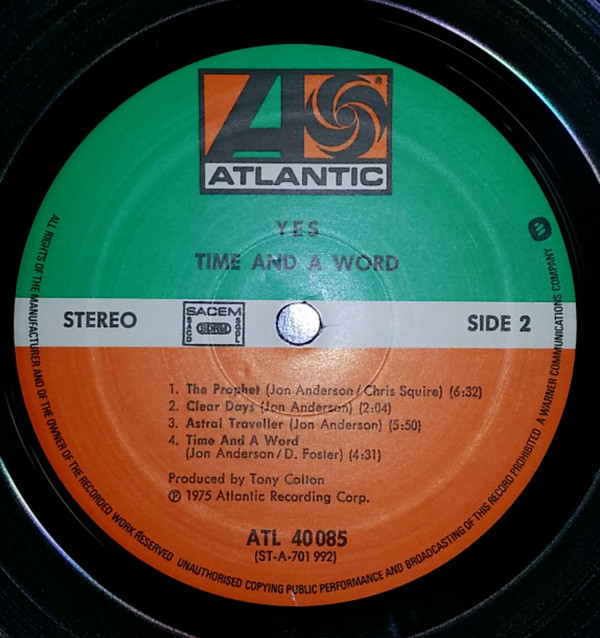 ATLANTIC
YES
TIME AND A WORD
STEREO
SACEM
SACD
SDRM
SGDL
SIDE 2
1. The Prophet (Jon Anderson/Chris Squire) (6:32)
2. Clear Days (Jon Anderson) (2:04)
3. Astral Traveller (Jon Anderson) (5:50)
4. Time And A Word
(Jon Anderson/D. Foster) (4:31)
Produced by Tony Colton
℗ 1975 Atlantic Recording Corp.
ATL 40085
(ST-A-701 992)
ALL RIGHTS OF THE MANUFACTURER AND OF THE OWNER OF THE RECORDED WORK RESERVED UNAUTHORISED COPYING PUBLIC PERFORMANCE AND BROADCASTING OF THIS RECORD PROHIBITED A WARNER COMMUNICATIONS COMPANY